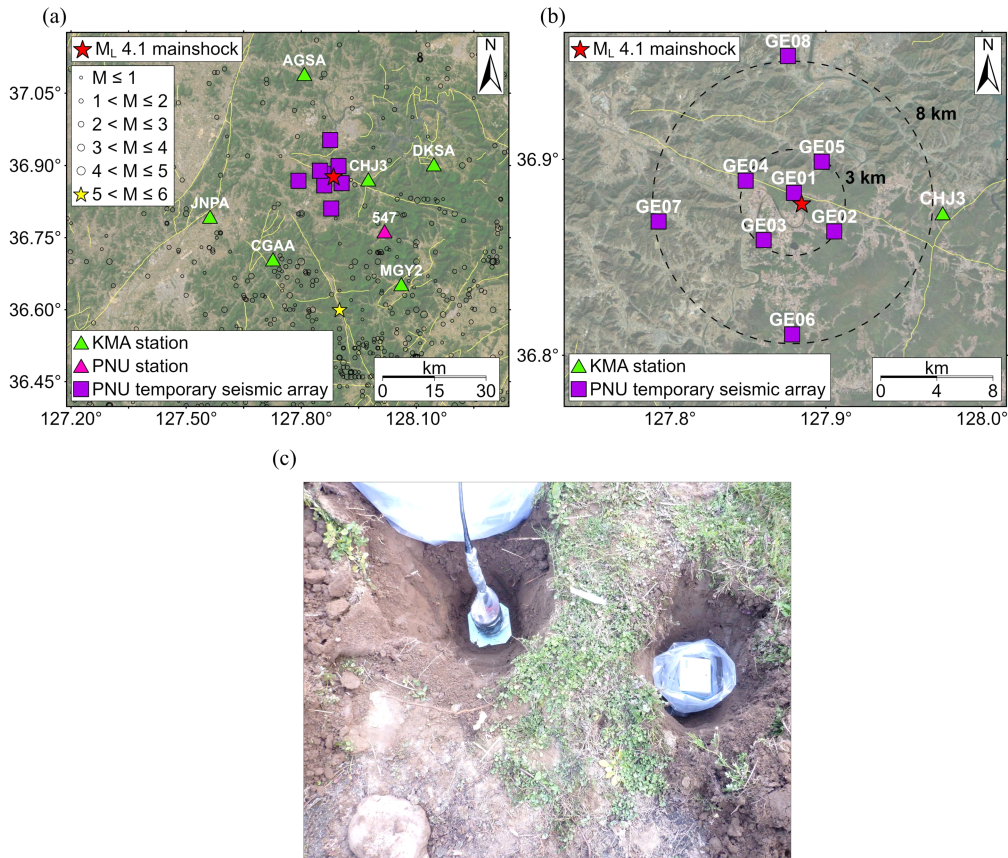 (a)
M_L 4.1 mainshock
N
M ≤ 1
1 < M ≤ 2
2 < M ≤ 3
3 < M ≤ 4
4 < M ≤ 5
5 < M ≤ 6
AGSA
DKSA
CHJ3
JNPA
547
CGAA
MGY2
KMA station
PNU station
PNU temporary seismic array
km
0 15 30
37.05°
36.90°
36.75°
36.60°
36.45°
127.20°
127.50°
127.80°
128.10°
(b)
M_L 4.1 mainshock
N
GE08
8 km
GE05
GE04
3 km
GE01
CHJ3
GE07
GE02
GE03
GE06
KMA station
PNU temporary seismic array
km
0 4 8
36.9°
36.8°
127.8°
127.9°
128.0°
(c)